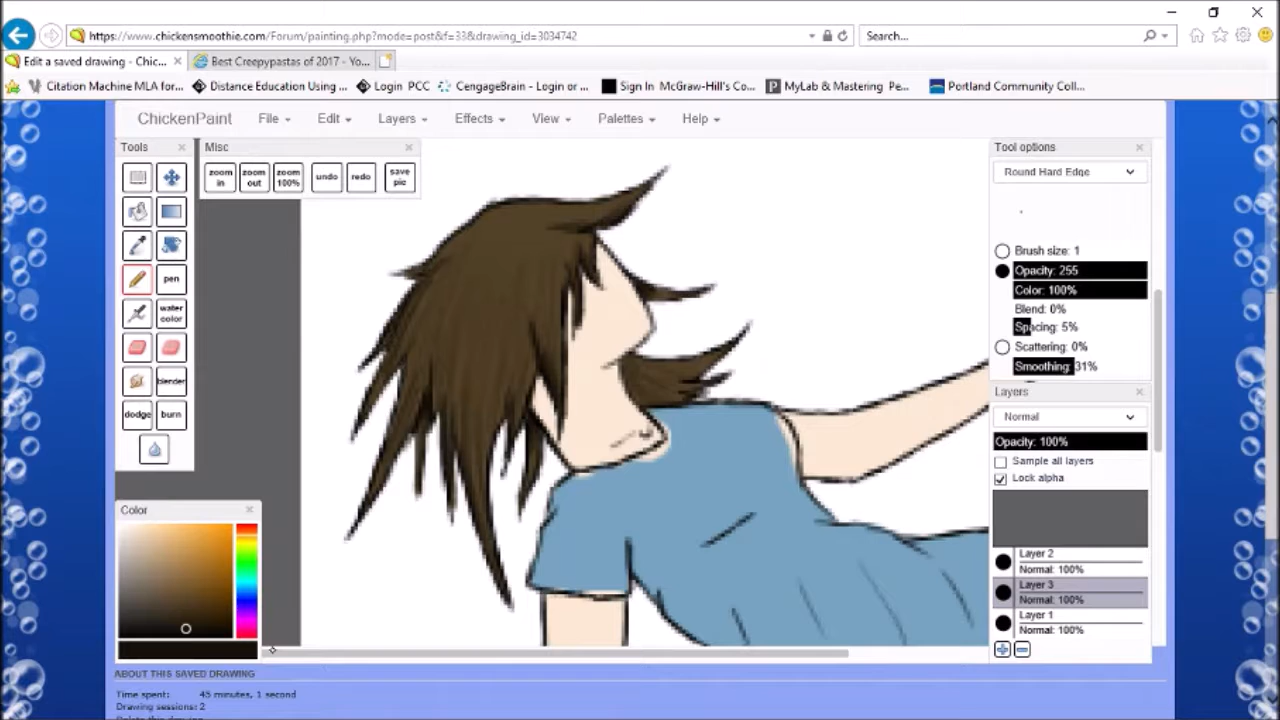 https://www.chickensmoothie.com/Forum/painting.php?mode=post&f=33&drawing_id=3034742
Search...
Edit a saved drawing - Chic...
Best Creepypastas of 2017 - Yo...
Citation Machine MLA for...
Distance Education Using ...
Login PCC
CengageBrain - Login or ...
Sign In McGraw-Hill's Co...
MyLab & Mastering Pe...
Portland Community Coll...
ChickenPaint
File
Edit
Layers
Effects
View
Palettes
Help
Tools
Misc
zoom in
zoom out
zoom 100%
undo
redo
save pic
pen
water color
blender
dodge
burn
Color
Tool options
Round Hard Edge
Brush size: 1
Opacity: 255
Color: 100%
Blend: 0%
Spacing: 5%
Scattering: 0%
Smoothing: 31%
Layers
Normal
Opacity: 100%
Sample all layers
Lock alpha
Layer 2
Normal: 100%
Layer 3
Normal: 100%
Layer 1
Normal: 100%
ABOUT THIS SAVED DRAWING
Time spent: 45 minutes, 1 second
Drawing sessions: 2
Delete this drawing